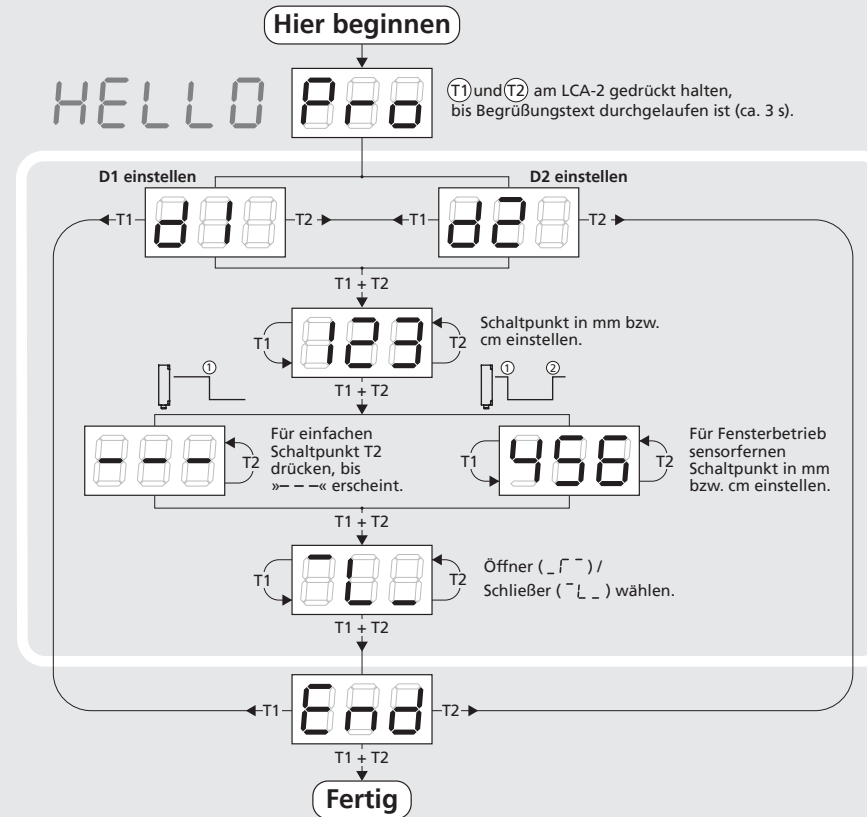 Hier beginnen
HELLO Pro
T1 und T2 am LCA-2 gedrückt halten,
bis Begrüßungstext durchgelaufen ist (ca. 3 s).
D1 einstellen
D2 einstellen
T1 d1 T2
T1 d2 T2
T1 + T2
T1 123 T2
Schaltpunkt in mm bzw.
cm einstellen.
T1 + T2
1
1 2
--- T2
Für einfachen
Schaltpunkt T2
drücken, bis
»– – –« erscheint.
T1 456 T2
Für Fensterbetrieb
sensorfernen
Schaltpunkt in mm
bzw. cm einstellen.
T1 + T2
T1 ¯L_ T2
Öffner ( _Γ¯ ) /
Schließer ( ¯L_ ) wählen.
T1 + T2
T1 End T2
T1 + T2
Fertig